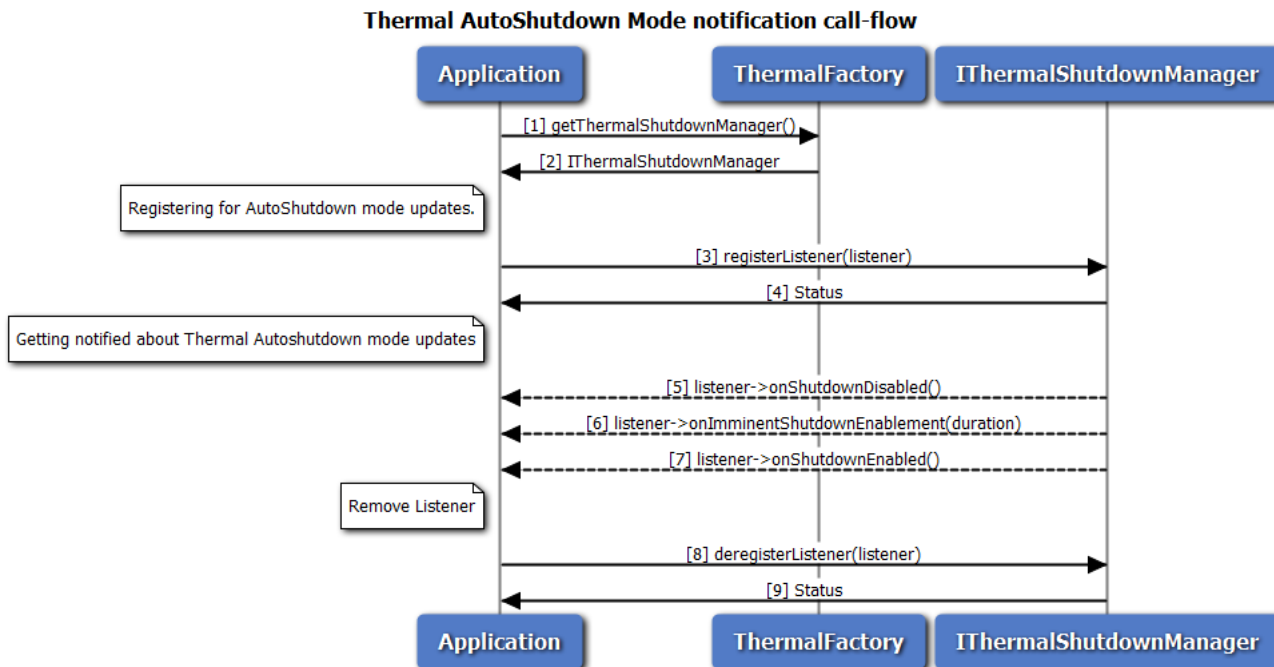 Thermal AutoShutdown Mode notification call-flow
Application
ThermalFactory
IThermalShutdownManager
[1] getThermalShutdownManager()
[2] IThermalShutdownManager
Registering for AutoShutdown mode updates.
[3] registerListener(listener)
[4] Status
Getting notified about Thermal Autoshutdown mode updates
[5] listener->onShutdownDisabled()
[6] listener->onImminentShutdownEnablement(duration)
[7] listener->onShutdownEnabled()
Remove Listener
[8] deregisterListener(listener)
[9] Status
Application
ThermalFactory
IThermalShutdownManager